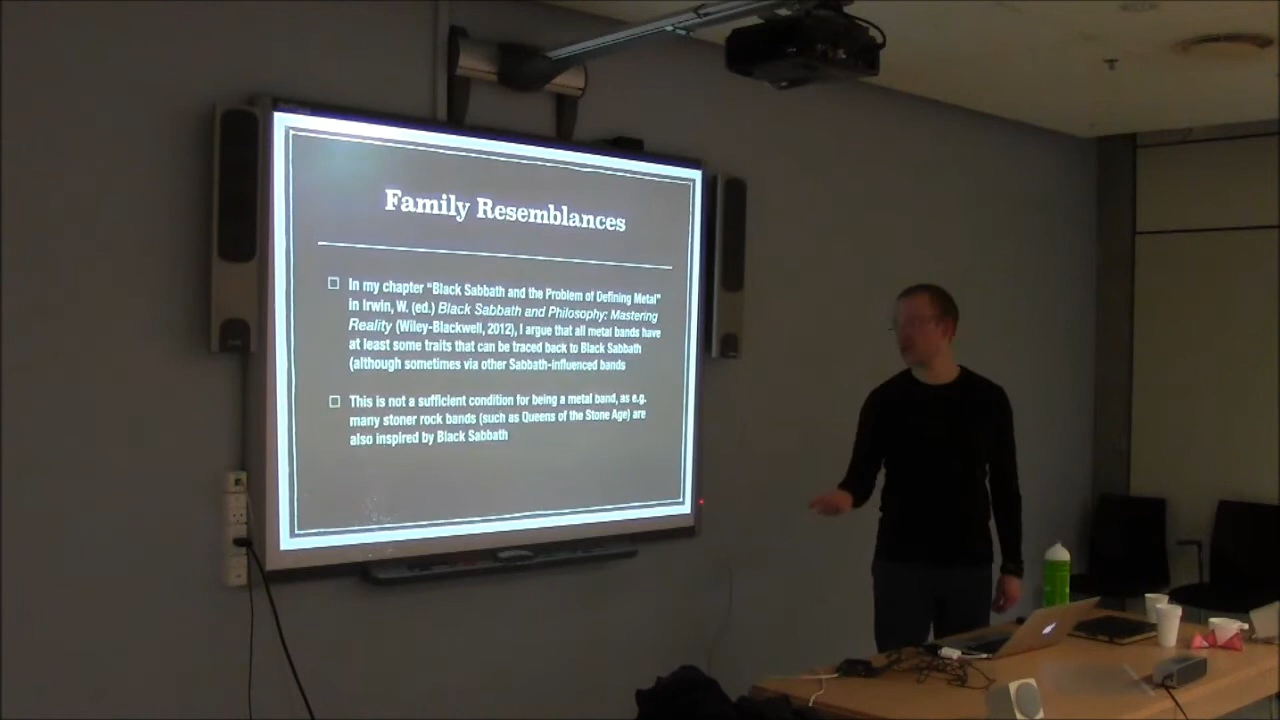 Family Resemblances
In my chapter “Black Sabbath and the Problem of Defining Metal”
in Irwin, W. (ed.) Black Sabbath and Philosophy: Mastering
Reality (Wiley-Blackwell, 2012), I argue that all metal bands have
at least some traits that can be traced back to Black Sabbath
(although sometimes via other Sabbath-influenced bands
This is not a sufficient condition for being a metal band, as e.g.
many stoner rock bands (such as Queens of the Stone Age) are
also inspired by Black Sabbath